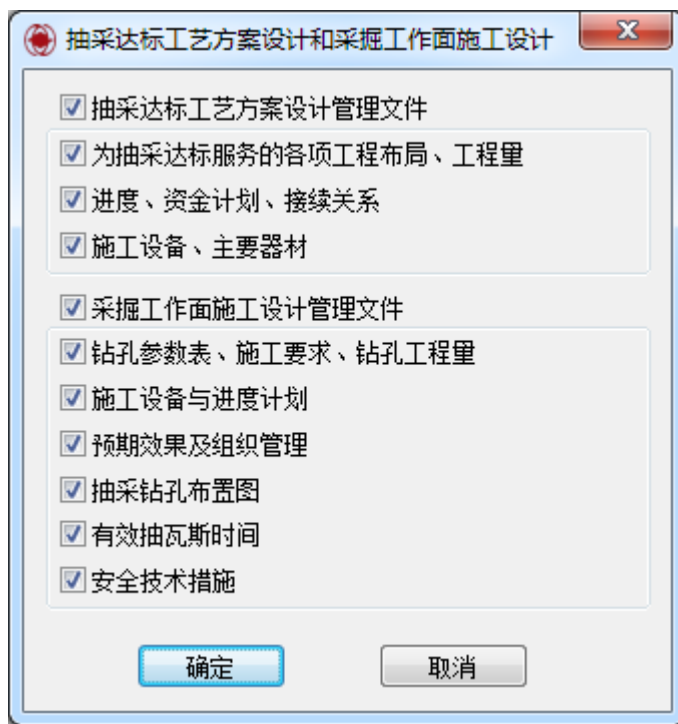 抽采达标工艺方案设计和采掘工作面施工设计
抽采达标工艺方案设计管理文件
为抽采达标服务的各项工程布局、工程量
进度、资金计划、接续关系
施工设备、主要器材
采掘工作面施工设计管理文件
钻孔参数表、施工要求、钻孔工程量
施工设备与进度计划
预期效果及组织管理
抽采钻孔布置图
有效抽瓦斯时间
安全技术措施
确定
取消